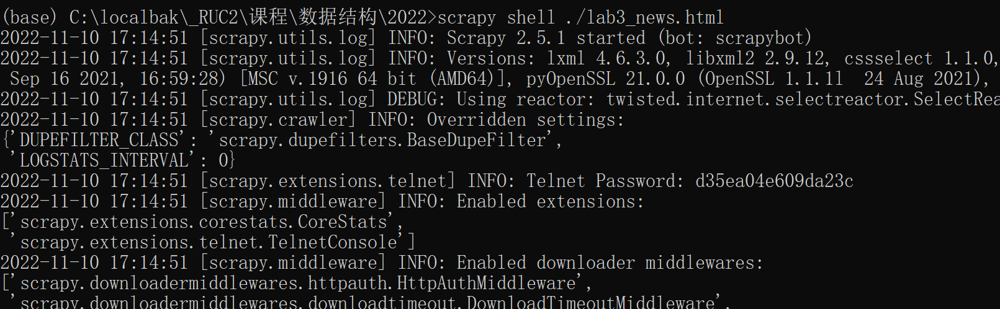 (base) C:\localbak\_RUC2\课程\数据结构\2022>scrapy shell ./lab3_news.html
2022-11-10 17:14:51 [scrapy.utils.log] INFO: Scrapy 2.5.1 started (bot: scrapybot)
2022-11-10 17:14:51 [scrapy.utils.log] INFO: Versions: lxml 4.6.3.0, libxml2 2.9.12, cssselect 1.1.0,
Sep 16 2021, 16:59:28) [MSC v.1916 64 bit (AMD64)], pyOpenSSL 21.0.0 (OpenSSL 1.1.1l  24 Aug 2021),
2022-11-10 17:14:51 [scrapy.utils.log] DEBUG: Using reactor: twisted.internet.selectreactor.SelectRea
2022-11-10 17:14:51 [scrapy.crawler] INFO: Overridden settings:
{'DUPEFILTER_CLASS': 'scrapy.dupefilters.BaseDupeFilter',
 'LOGSTATS_INTERVAL': 0}
2022-11-10 17:14:51 [scrapy.extensions.telnet] INFO: Telnet Password: d35ea04e609da23c
2022-11-10 17:14:51 [scrapy.middleware] INFO: Enabled extensions:
['scrapy.extensions.corestats.CoreStats',
 'scrapy.extensions.telnet.TelnetConsole']
2022-11-10 17:14:51 [scrapy.middleware] INFO: Enabled downloader middlewares:
['scrapy.downloadermiddlewares.httpauth.HttpAuthMiddleware',
 'scrapy.downloadermiddlewares.downloadtimeout.DownloadTimeoutMiddleware',